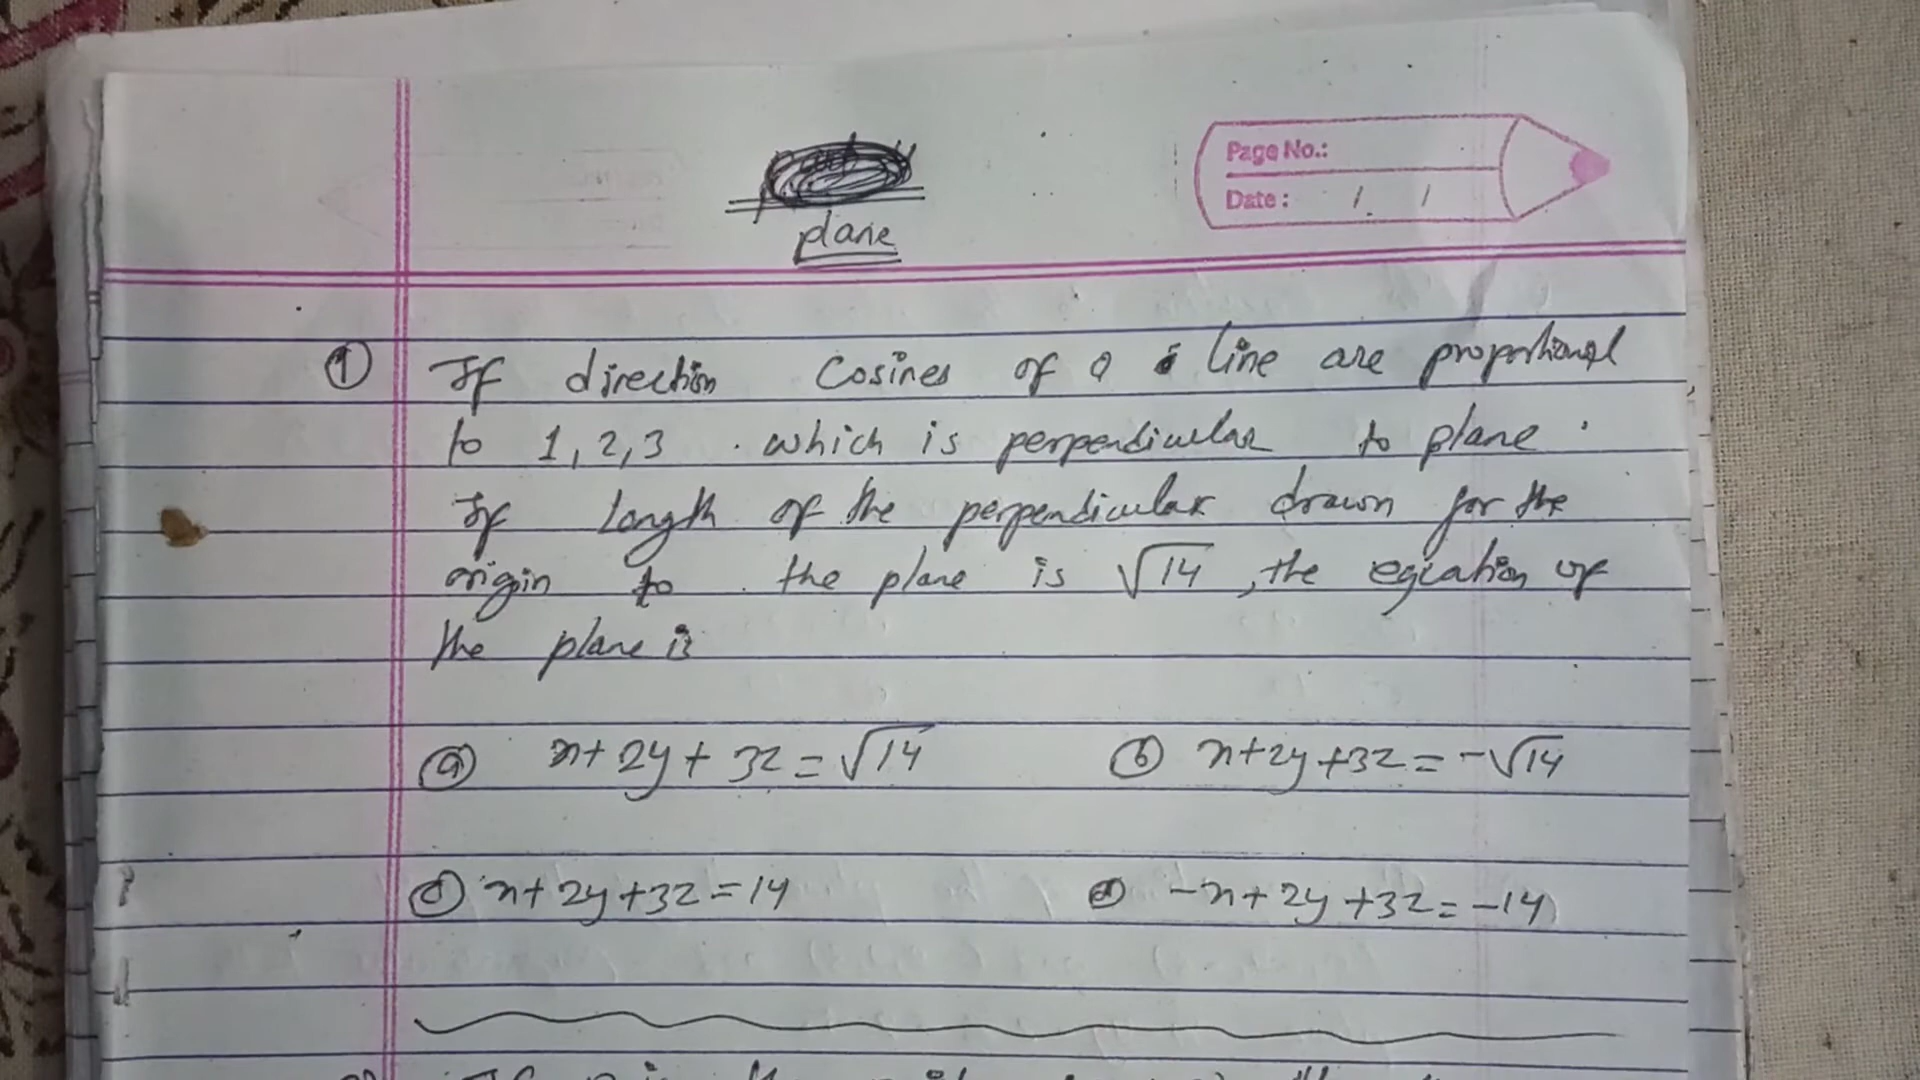 plane
Page No.:
Date: / /
① If direction Cosines of a line are proportional
to 1, 2, 3 . which is perpendicular to plane .
If length of the perpendicular drawn for the
origin to the plane is √14 , the equation of
the plane is
ⓐ x + 2y + 3z = √14 ⓑ x+2y+3z = -√14
ⓒ x+2y+3z = 14 ⓓ -x+2y+3z = -14